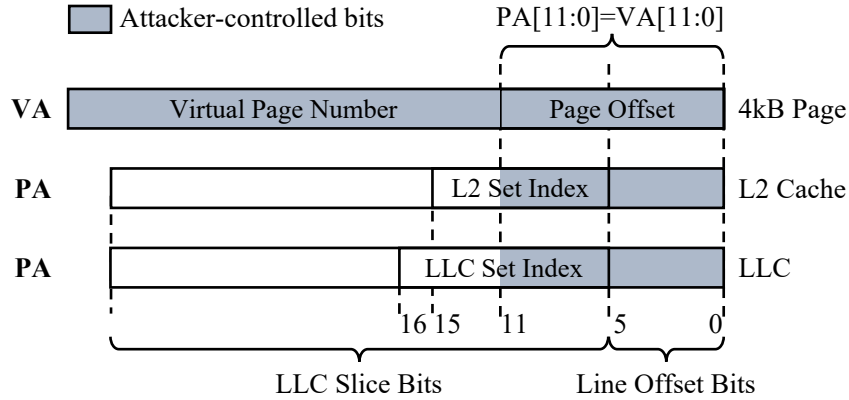 Attacker-controlled bits
PA[11:0]=VA[11:0]
VA Virtual Page Number Page Offset 4kB Page
PA L2 Set Index L2 Cache
PA LLC Set Index LLC
16 15 11 5 0
LLC Slice Bits Line Offset Bits